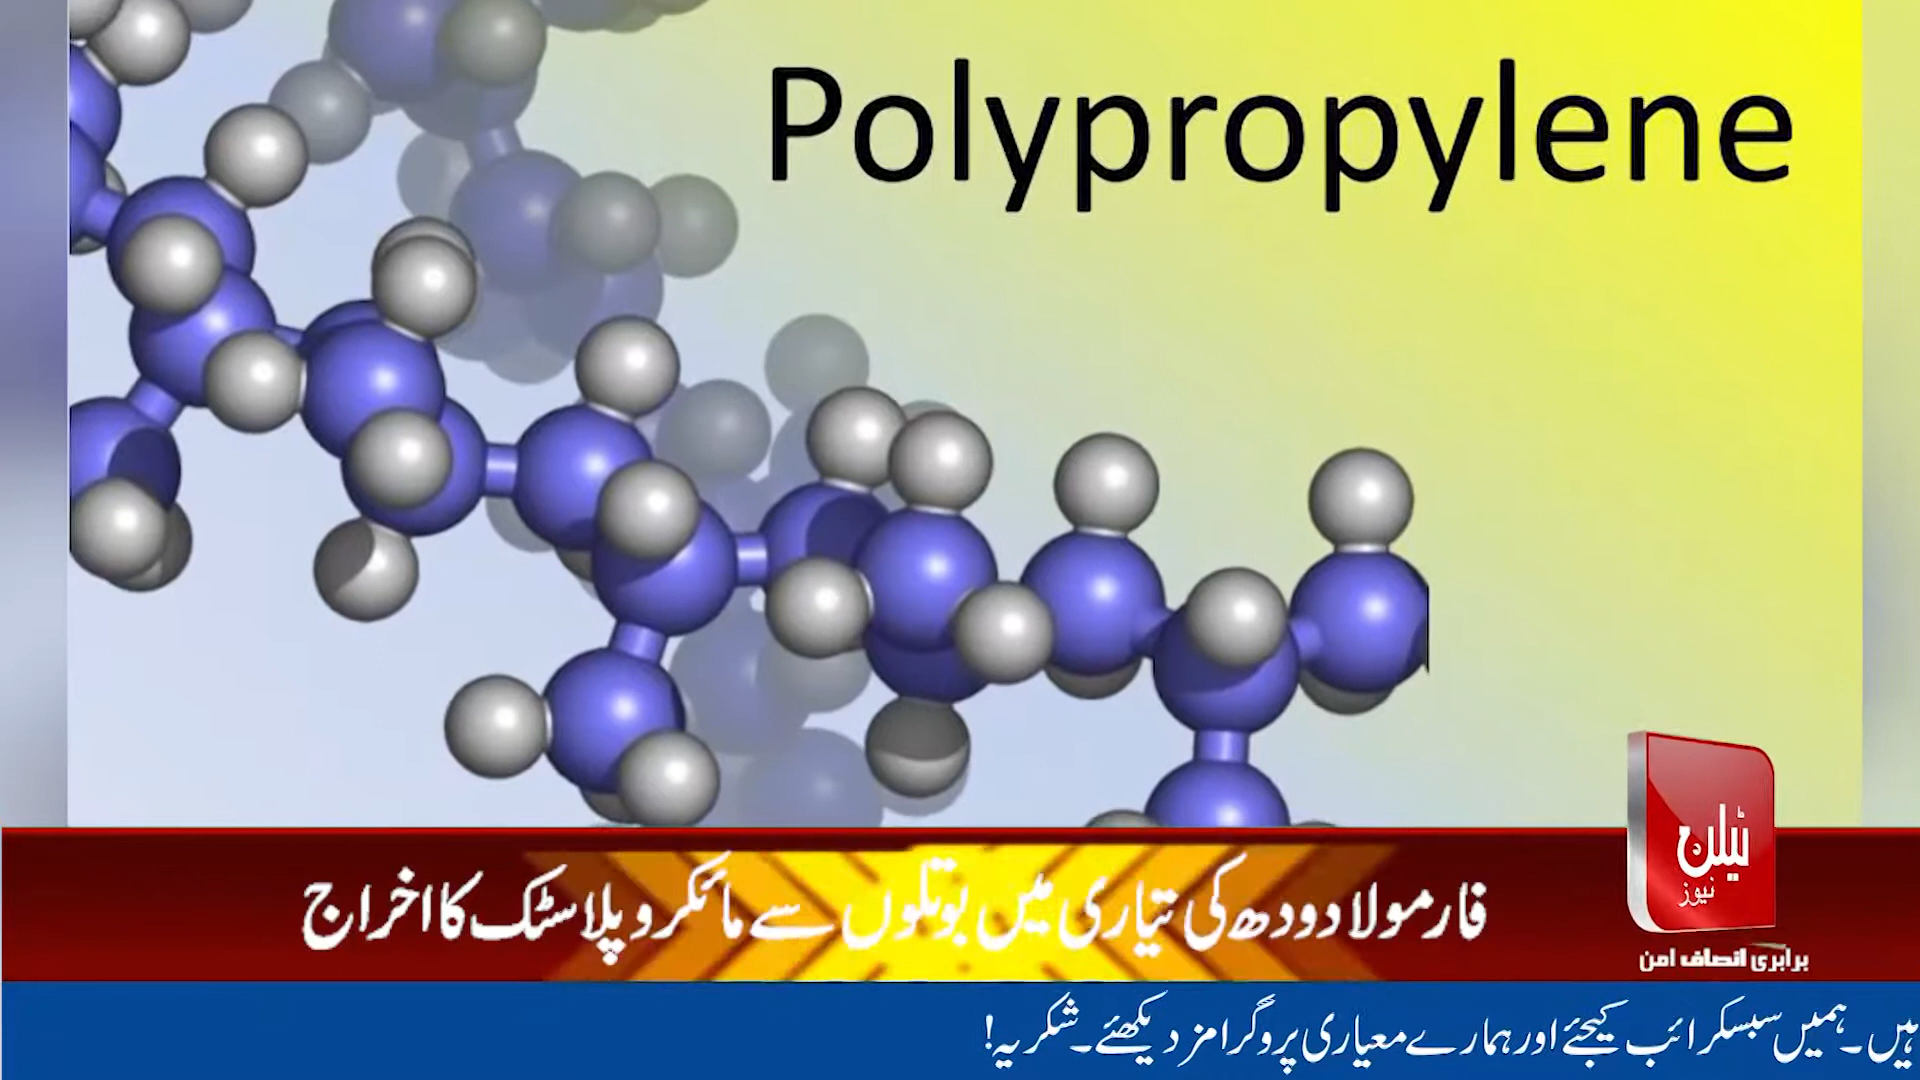 Polypropylene
ٹیلن
نیوز
فارمولا دودھ کی تیاری میں بوتلوں سے مائکرو پلاسٹک کا اخراج
برابری انصاف امن
ہیں۔ہمیں سبسکرائب کیجئے اور ہمارے معیاری پروگرامز دیکھئے۔شکریہ!